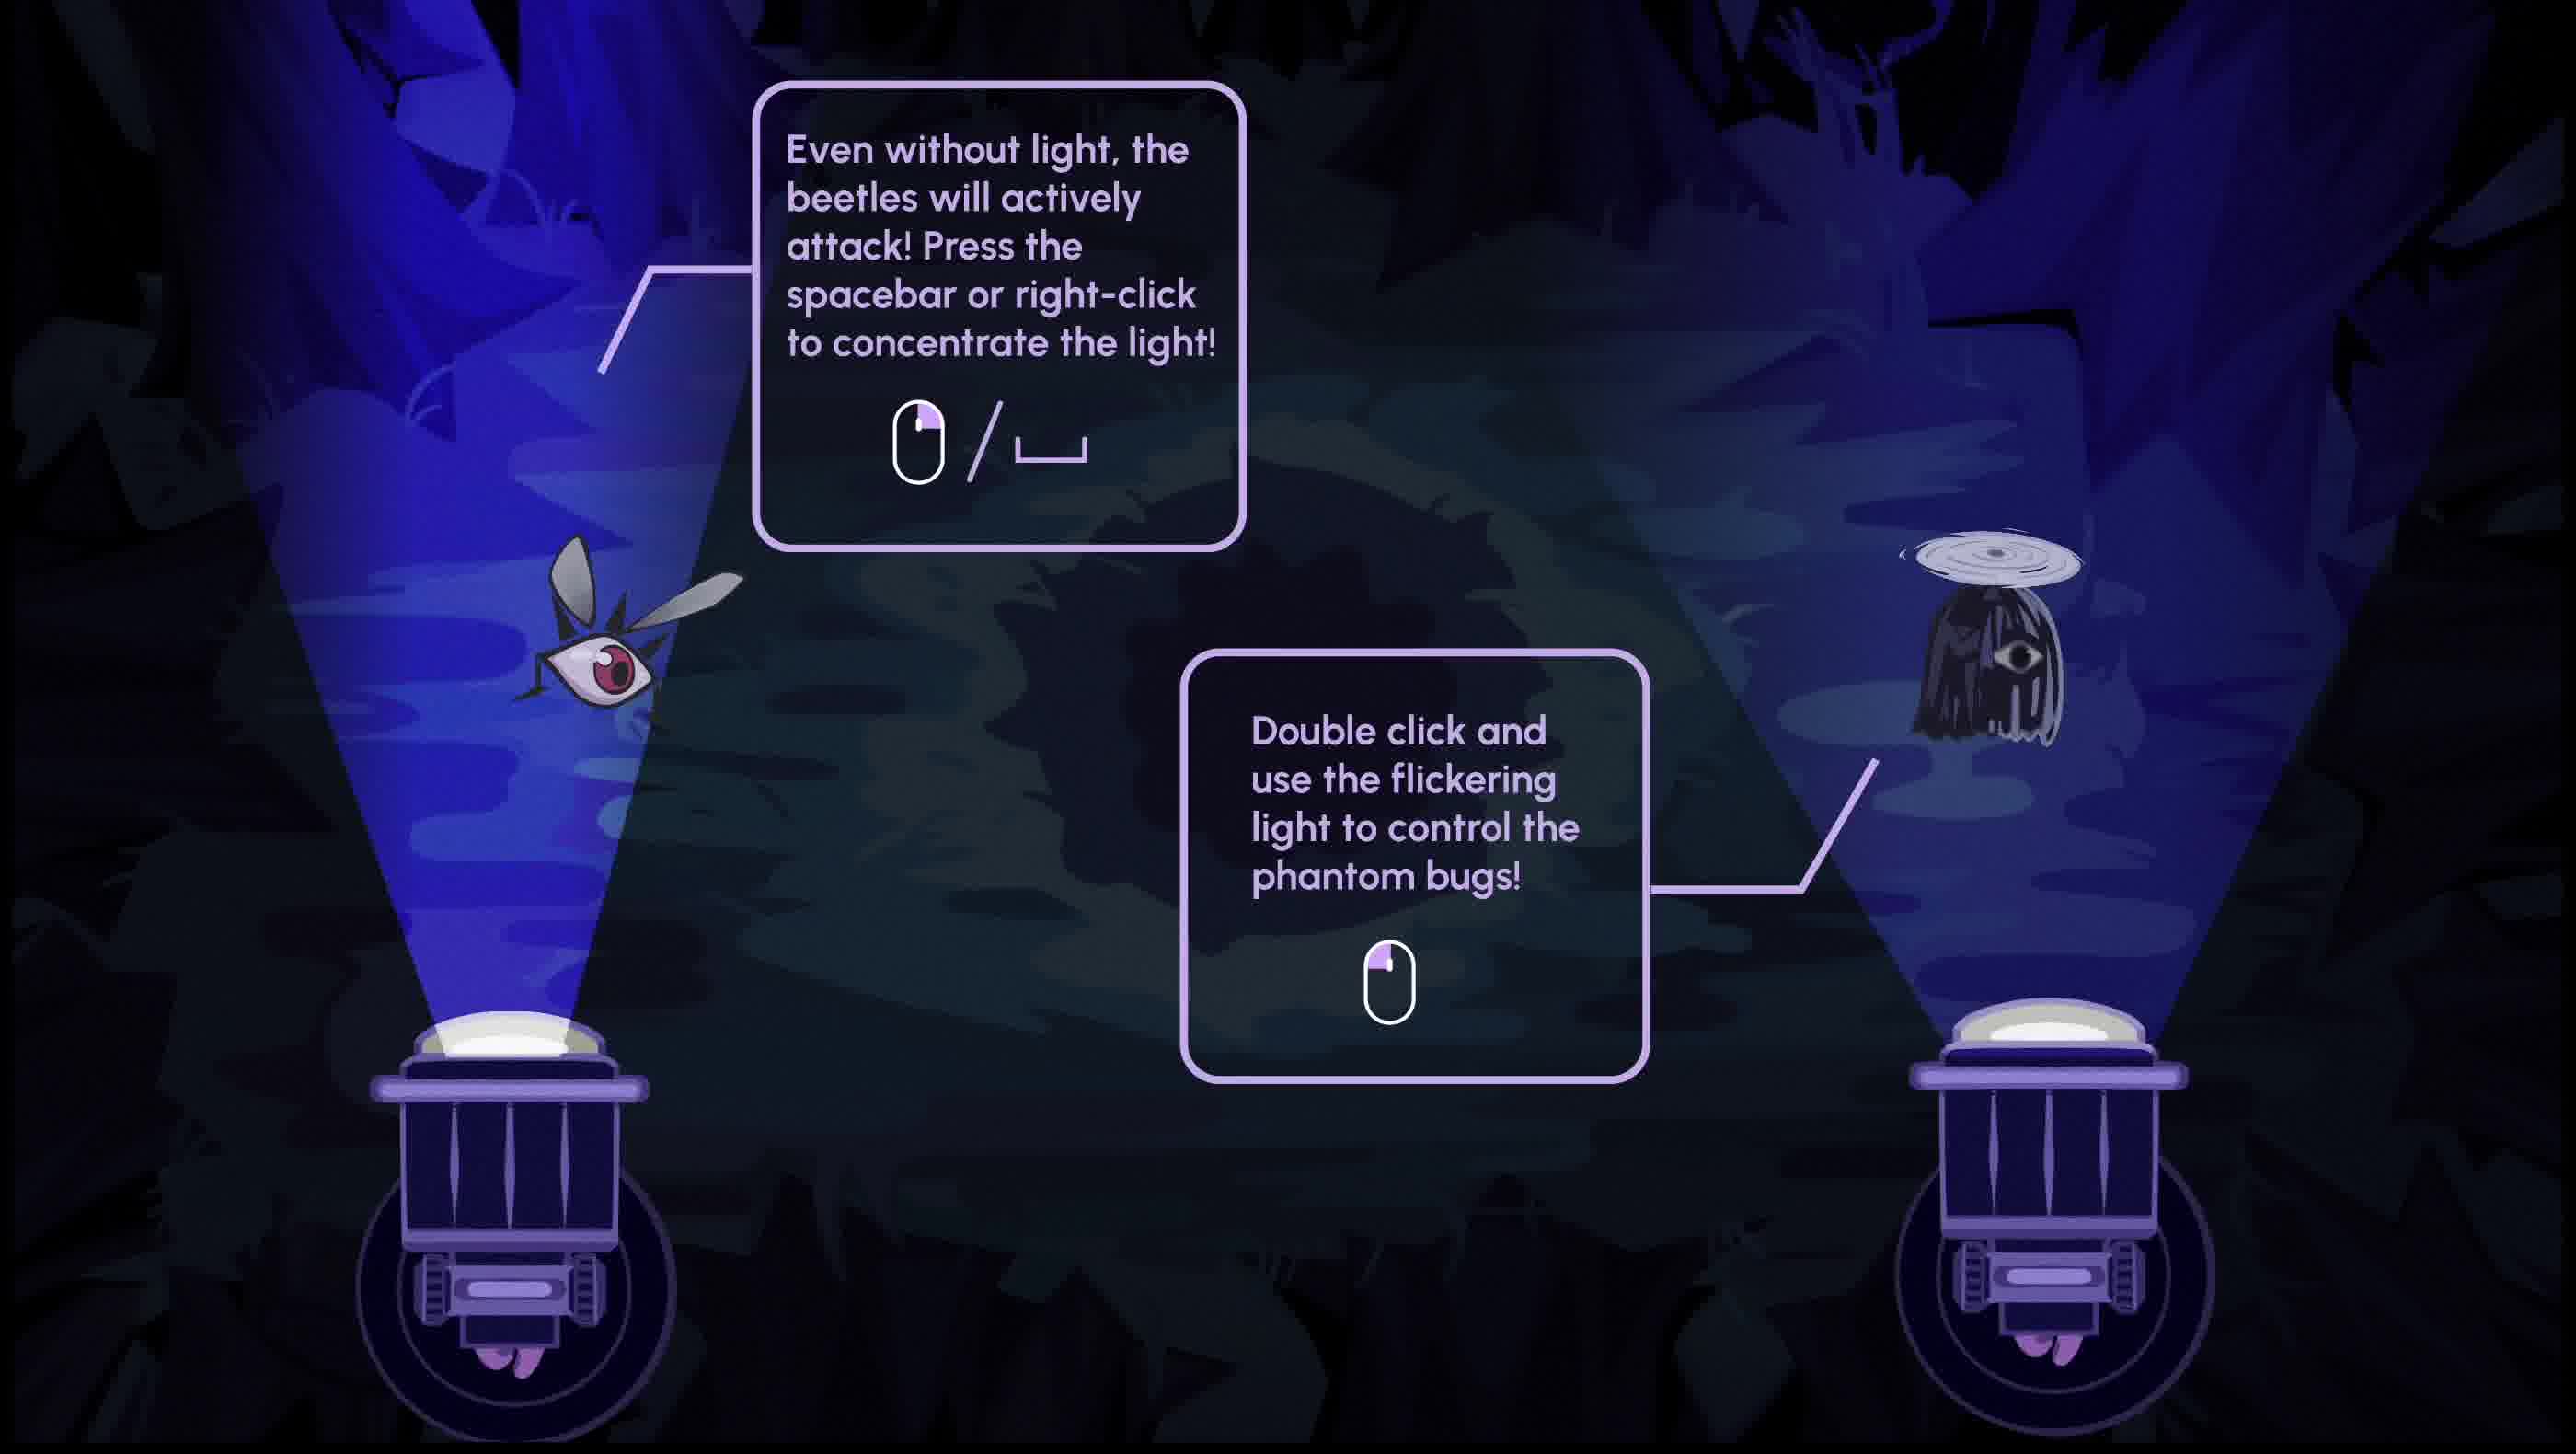 Even without light, the
beetles will actively
attack! Press the
spacebar or right-click
to concentrate the light!
Double click and
use the flickering
light to control the
phantom bugs!